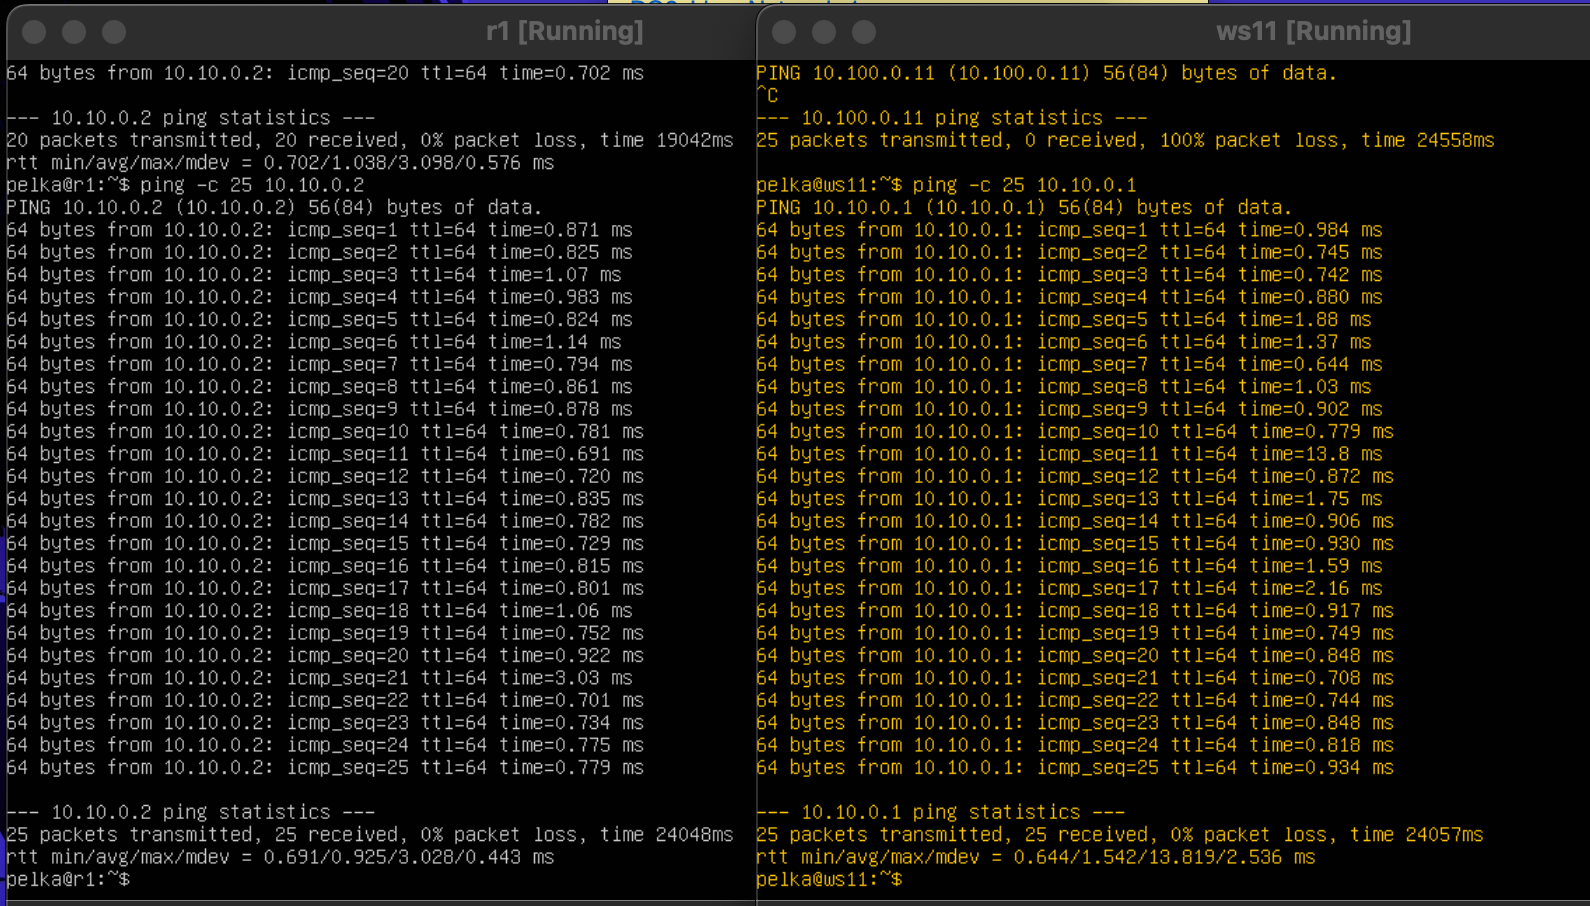 r1 [Running]
64 bytes from 10.10.0.2: icmp_seq=20 ttl=64 time=0.702 ms
--- 10.10.0.2 ping statistics ---
20 packets transmitted, 20 received, 0% packet loss, time 19042ms
rtt min/avg/max/mdev = 0.702/1.038/3.098/0.576 ms
pelka@r1:~$ ping -c 25 10.10.0.2
PING 10.10.0.2 (10.10.0.2) 56(84) bytes of data.
64 bytes from 10.10.0.2: icmp_seq=1 ttl=64 time=0.871 ms
64 bytes from 10.10.0.2: icmp_seq=2 ttl=64 time=0.825 ms
64 bytes from 10.10.0.2: icmp_seq=3 ttl=64 time=1.07 ms
64 bytes from 10.10.0.2: icmp_seq=4 ttl=64 time=0.983 ms
64 bytes from 10.10.0.2: icmp_seq=5 ttl=64 time=0.824 ms
64 bytes from 10.10.0.2: icmp_seq=6 ttl=64 time=1.14 ms
64 bytes from 10.10.0.2: icmp_seq=7 ttl=64 time=0.794 ms
64 bytes from 10.10.0.2: icmp_seq=8 ttl=64 time=0.861 ms
64 bytes from 10.10.0.2: icmp_seq=9 ttl=64 time=0.878 ms
64 bytes from 10.10.0.2: icmp_seq=10 ttl=64 time=0.781 ms
64 bytes from 10.10.0.2: icmp_seq=11 ttl=64 time=0.691 ms
64 bytes from 10.10.0.2: icmp_seq=12 ttl=64 time=0.720 ms
64 bytes from 10.10.0.2: icmp_seq=13 ttl=64 time=0.835 ms
64 bytes from 10.10.0.2: icmp_seq=14 ttl=64 time=0.782 ms
64 bytes from 10.10.0.2: icmp_seq=15 ttl=64 time=0.729 ms
64 bytes from 10.10.0.2: icmp_seq=16 ttl=64 time=0.815 ms
64 bytes from 10.10.0.2: icmp_seq=17 ttl=64 time=0.801 ms
64 bytes from 10.10.0.2: icmp_seq=18 ttl=64 time=1.06 ms
64 bytes from 10.10.0.2: icmp_seq=19 ttl=64 time=0.752 ms
64 bytes from 10.10.0.2: icmp_seq=20 ttl=64 time=0.922 ms
64 bytes from 10.10.0.2: icmp_seq=21 ttl=64 time=3.03 ms
64 bytes from 10.10.0.2: icmp_seq=22 ttl=64 time=0.701 ms
64 bytes from 10.10.0.2: icmp_seq=23 ttl=64 time=0.734 ms
64 bytes from 10.10.0.2: icmp_seq=24 ttl=64 time=0.775 ms
64 bytes from 10.10.0.2: icmp_seq=25 ttl=64 time=0.779 ms
--- 10.10.0.2 ping statistics ---
25 packets transmitted, 25 received, 0% packet loss, time 24048ms
rtt min/avg/max/mdev = 0.691/0.925/3.028/0.443 ms
pelka@r1:~$
ws11 [Running]
PING 10.100.0.11 (10.100.0.11) 56(84) bytes of data.
^C
--- 10.100.0.11 ping statistics ---
25 packets transmitted, 0 received, 100% packet loss, time 24558ms
pelka@ws11:~$ ping -c 25 10.10.0.1
PING 10.10.0.1 (10.10.0.1) 56(84) bytes of data.
64 bytes from 10.10.0.1: icmp_seq=1 ttl=64 time=0.984 ms
64 bytes from 10.10.0.1: icmp_seq=2 ttl=64 time=0.745 ms
64 bytes from 10.10.0.1: icmp_seq=3 ttl=64 time=0.742 ms
64 bytes from 10.10.0.1: icmp_seq=4 ttl=64 time=0.880 ms
64 bytes from 10.10.0.1: icmp_seq=5 ttl=64 time=1.88 ms
64 bytes from 10.10.0.1: icmp_seq=6 ttl=64 time=1.37 ms
64 bytes from 10.10.0.1: icmp_seq=7 ttl=64 time=0.644 ms
64 bytes from 10.10.0.1: icmp_seq=8 ttl=64 time=1.03 ms
64 bytes from 10.10.0.1: icmp_seq=9 ttl=64 time=0.902 ms
64 bytes from 10.10.0.1: icmp_seq=10 ttl=64 time=0.779 ms
64 bytes from 10.10.0.1: icmp_seq=11 ttl=64 time=13.8 ms
64 bytes from 10.10.0.1: icmp_seq=12 ttl=64 time=0.872 ms
64 bytes from 10.10.0.1: icmp_seq=13 ttl=64 time=1.75 ms
64 bytes from 10.10.0.1: icmp_seq=14 ttl=64 time=0.906 ms
64 bytes from 10.10.0.1: icmp_seq=15 ttl=64 time=0.930 ms
64 bytes from 10.10.0.1: icmp_seq=16 ttl=64 time=1.59 ms
64 bytes from 10.10.0.1: icmp_seq=17 ttl=64 time=2.16 ms
64 bytes from 10.10.0.1: icmp_seq=18 ttl=64 time=0.917 ms
64 bytes from 10.10.0.1: icmp_seq=19 ttl=64 time=0.749 ms
64 bytes from 10.10.0.1: icmp_seq=20 ttl=64 time=0.848 ms
64 bytes from 10.10.0.1: icmp_seq=21 ttl=64 time=0.708 ms
64 bytes from 10.10.0.1: icmp_seq=22 ttl=64 time=0.744 ms
64 bytes from 10.10.0.1: icmp_seq=23 ttl=64 time=0.848 ms
64 bytes from 10.10.0.1: icmp_seq=24 ttl=64 time=0.818 ms
64 bytes from 10.10.0.1: icmp_seq=25 ttl=64 time=0.934 ms
--- 10.10.0.1 ping statistics ---
25 packets transmitted, 25 received, 0% packet loss, time 24057ms
rtt min/avg/max/mdev = 0.644/1.542/13.819/2.536 ms
pelka@ws11:~$